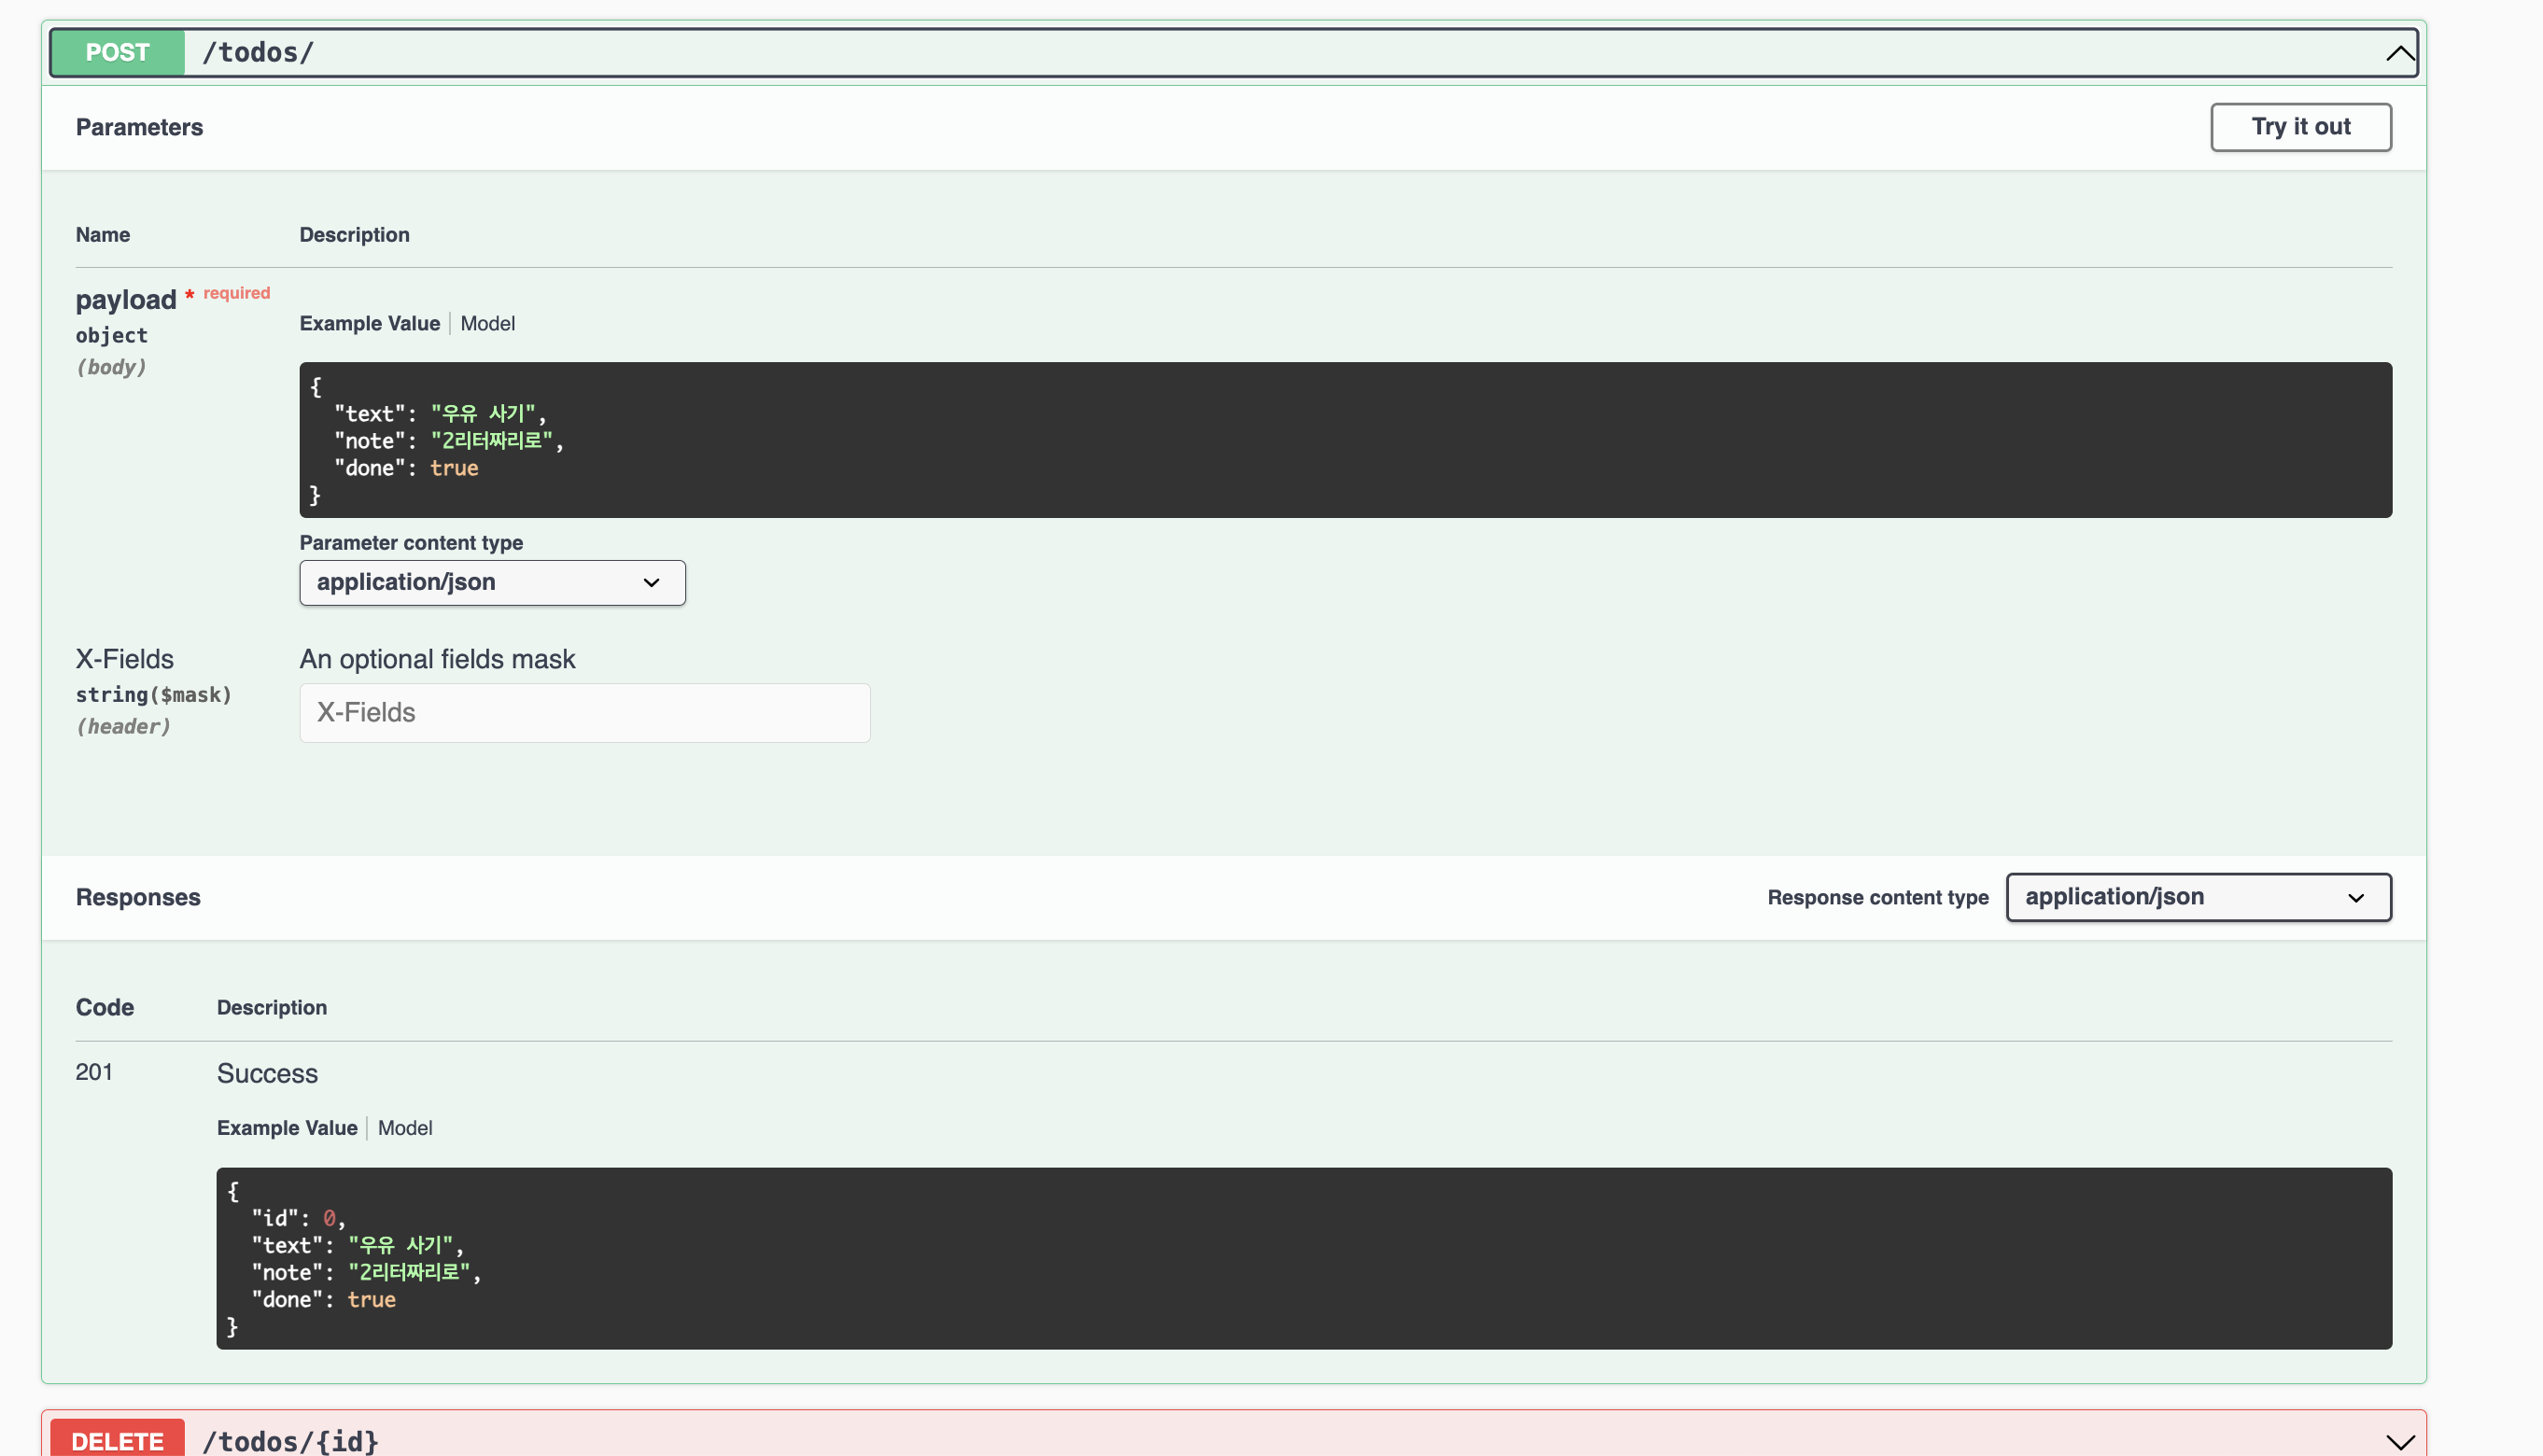 POST /todos/
Parameters
Try it out
Name Description
payload * required
object
(body)
Example Value Model
{
"text": "우유 사기",
"note": "2리터짜리로",
"done": true
}
Parameter content type
application/json
X-Fields
string($mask)
(header)
An optional fields mask
X-Fields
Responses
Response content type application/json
Code Description
201 Success
Example Value Model
{
"id": 0,
"text": "우유 사기",
"note": "2리터짜리로",
"done": true
}
DELETE /todos/{id}